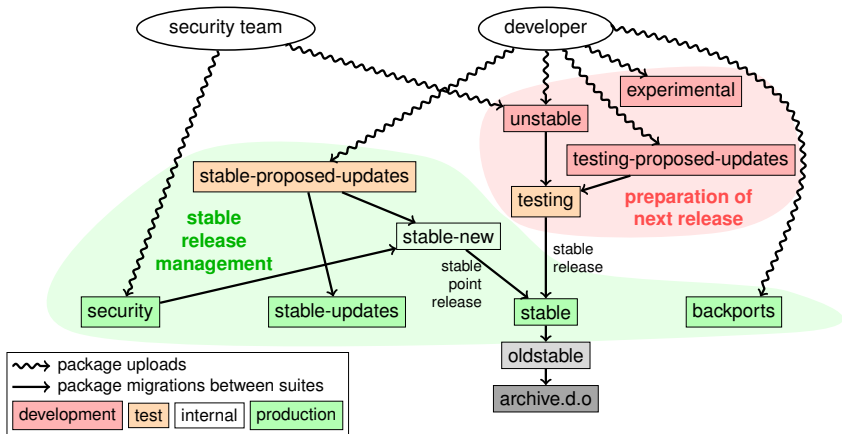 security team
developer
experimental
unstable
testing-proposed-updates
stable-proposed-updates
testing
preparation of
next release
stable
release
management
stable-new
stable
release
stable
point
release
security
stable-updates
stable
backports
oldstable
archive.d.o
package uploads
package migrations between suites
development
test
internal
production